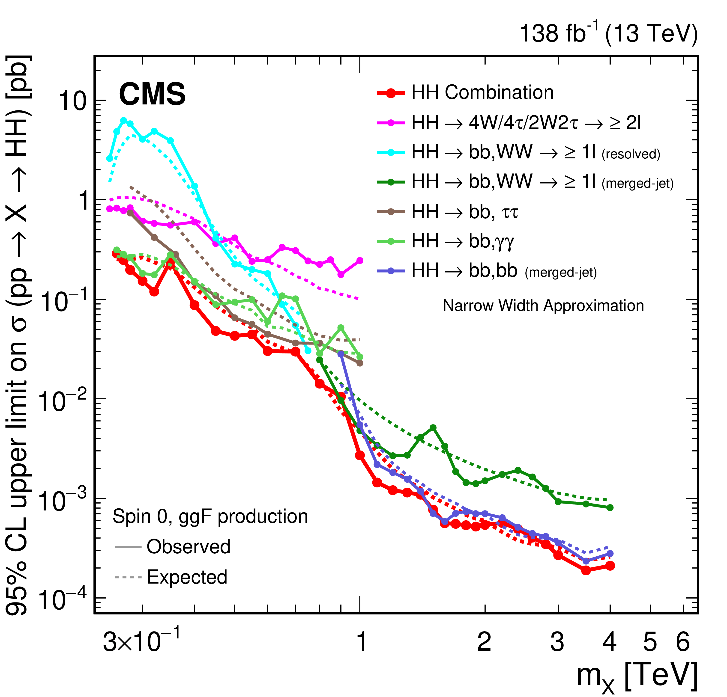 138 fb⁻¹ (13 TeV)
95% CL upper limit on σ (pp → X → HH) [pb]
CMS
HH Combination
HH → 4W/4τ/2W2τ → ≥ 2l
HH → bb,WW → ≥ 1l (resolved)
HH → bb,WW → ≥ 1l (merged-jet)
HH → bb, ττ
HH → bb,γγ
HH → bb,bb (merged-jet)
Narrow Width Approximation
Spin 0, ggF production
Observed
Expected
10
1
10⁻¹
10⁻²
10⁻³
10⁻⁴
3×10⁻¹ 1 2 3 4 5 6
m_X [TeV]